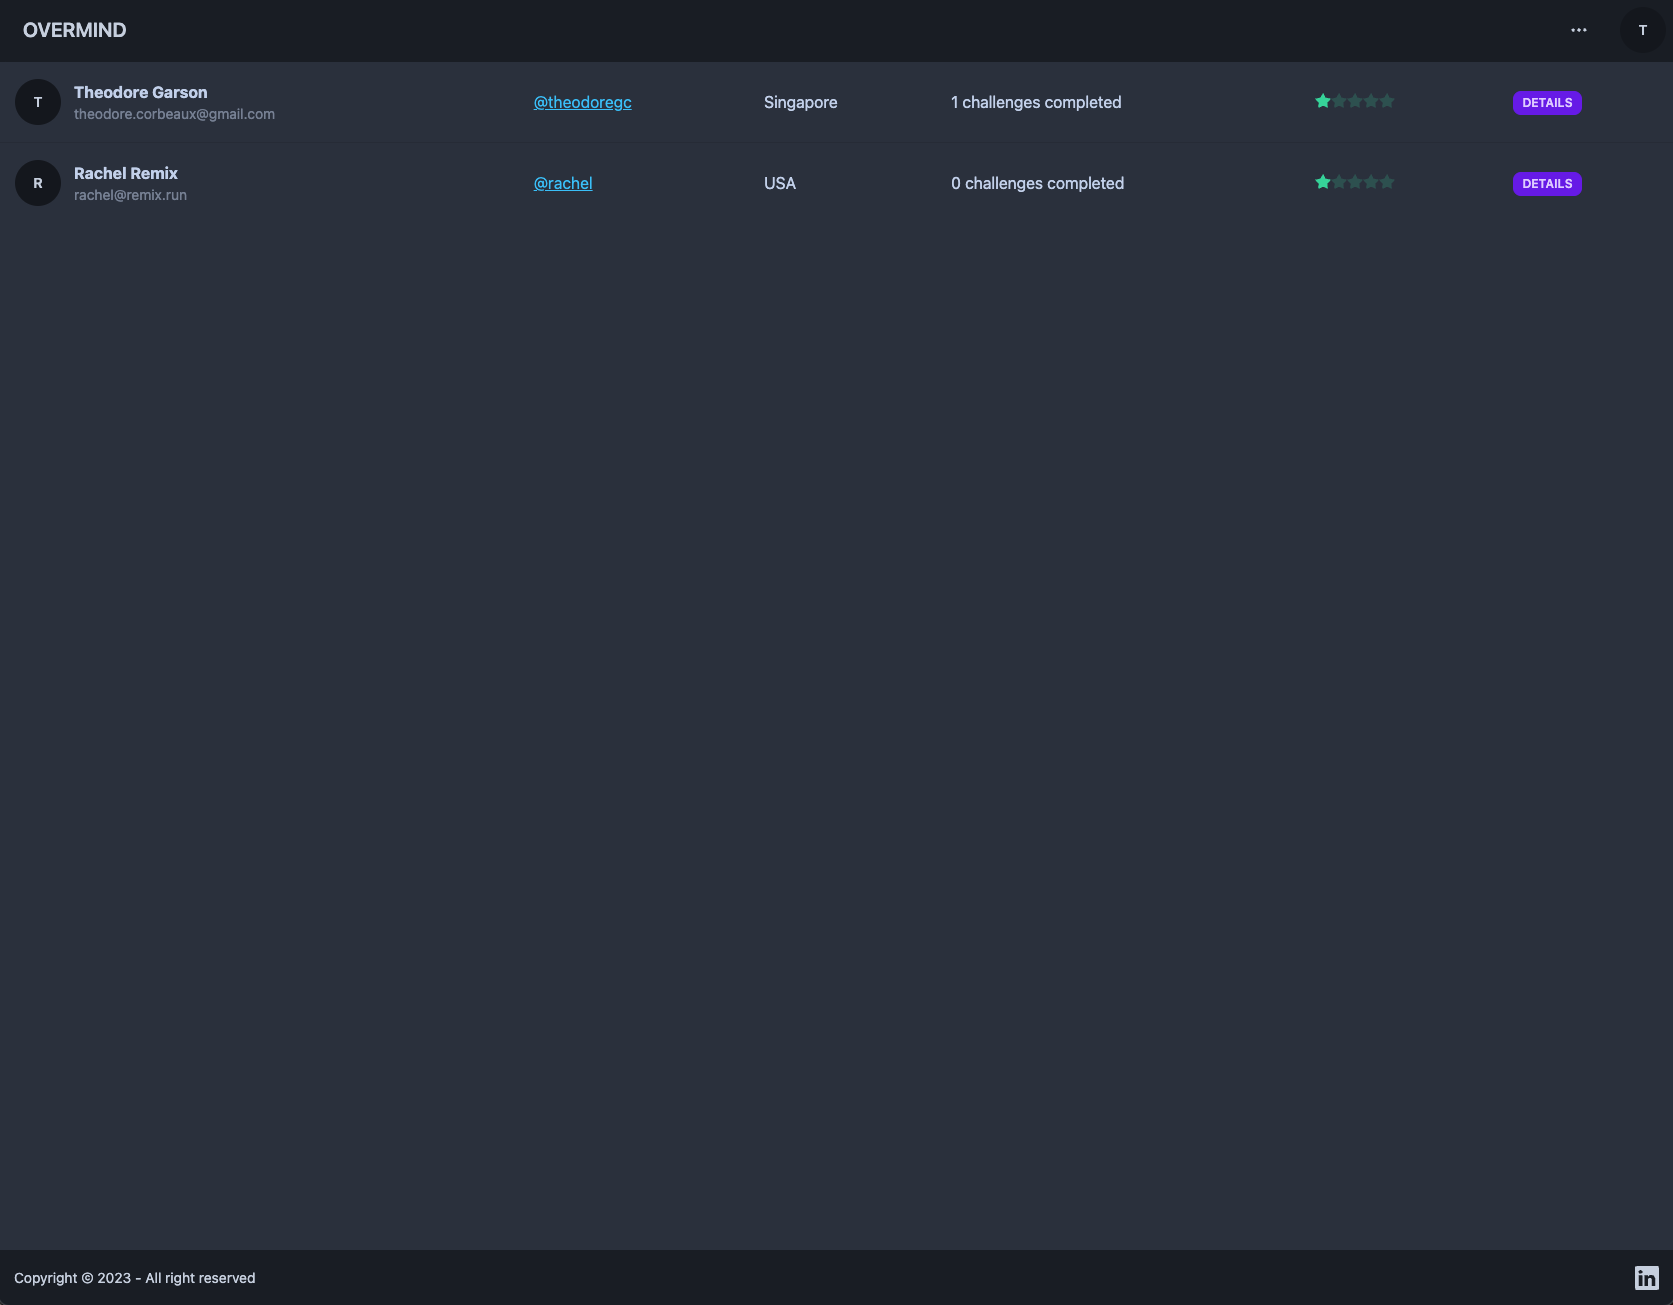 OVERMIND
T
T
Theodore Garson
theodore.corbeaux@gmail.com
@theodoregc
Singapore
1 challenges completed
DETAILS
R
Rachel Remix
rachel@remix.run
@rachel
USA
0 challenges completed
DETAILS
Copyright © 2023 - All right reserved
in